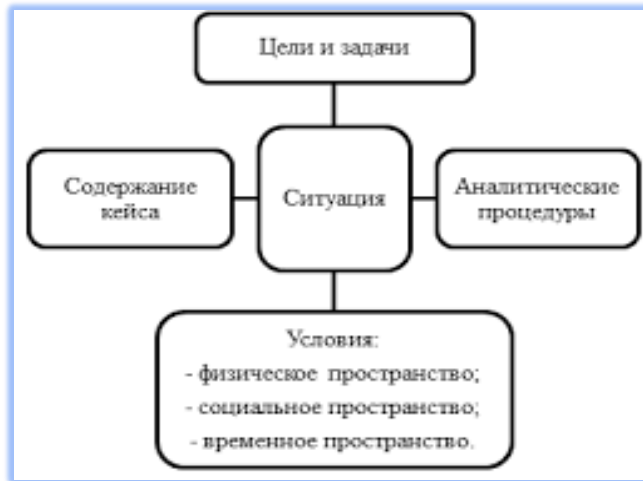 Цели и задачи
Содержание
кейса
Ситуация
Аналитические
процедуры
Условия:
- физическое пространство;
- социальное пространство;
- временное пространство.